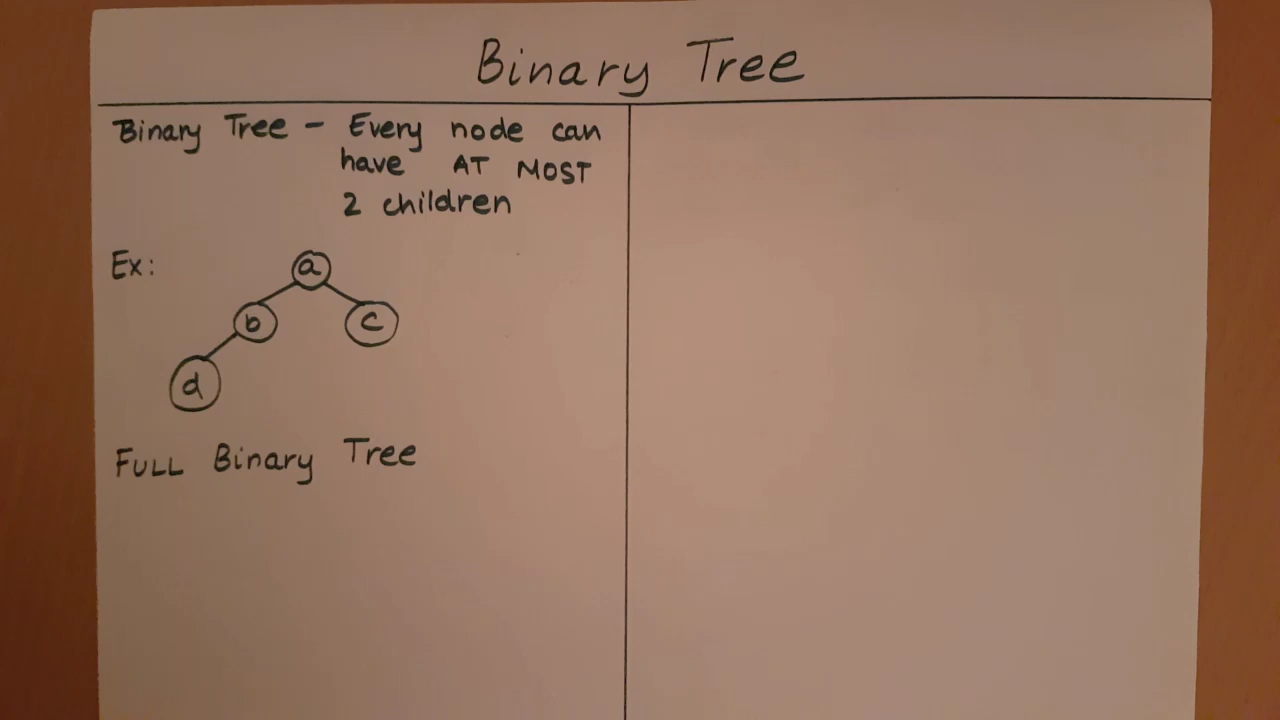 Binary Tree
Binary Tree - Every node can
have AT MOST
2 children
Ex:
a
b
c
d
FULL Binary Tree